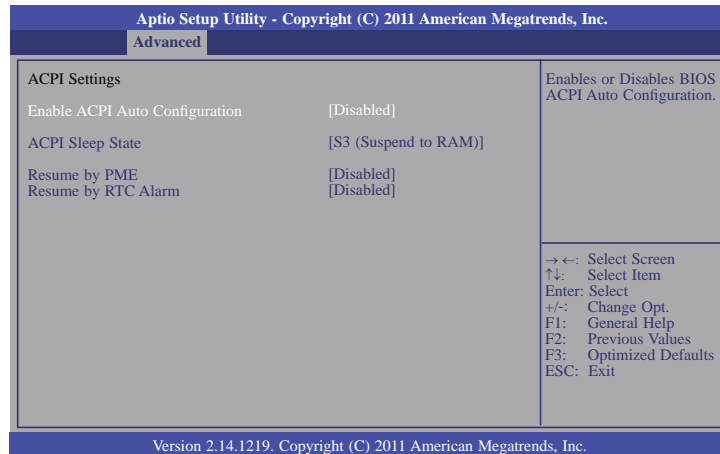 Aptio Setup Utility - Copyright (C) 2011 American Megatrends, Inc.
Advanced
ACPI Settings
Enable ACPI Auto Configuration [Disabled]
ACPI Sleep State [S3 (Suspend to RAM)]
Resume by PME [Disabled]
Resume by RTC Alarm [Disabled]
Enables or Disables BIOS
ACPI Auto Configuration.
→ ←: Select Screen
↑↓: Select Item
Enter: Select
+/-: Change Opt.
F1: General Help
F2: Previous Values
F3: Optimized Defaults
ESC: Exit
Version 2.14.1219. Copyright (C) 2011 American Megatrends, Inc.